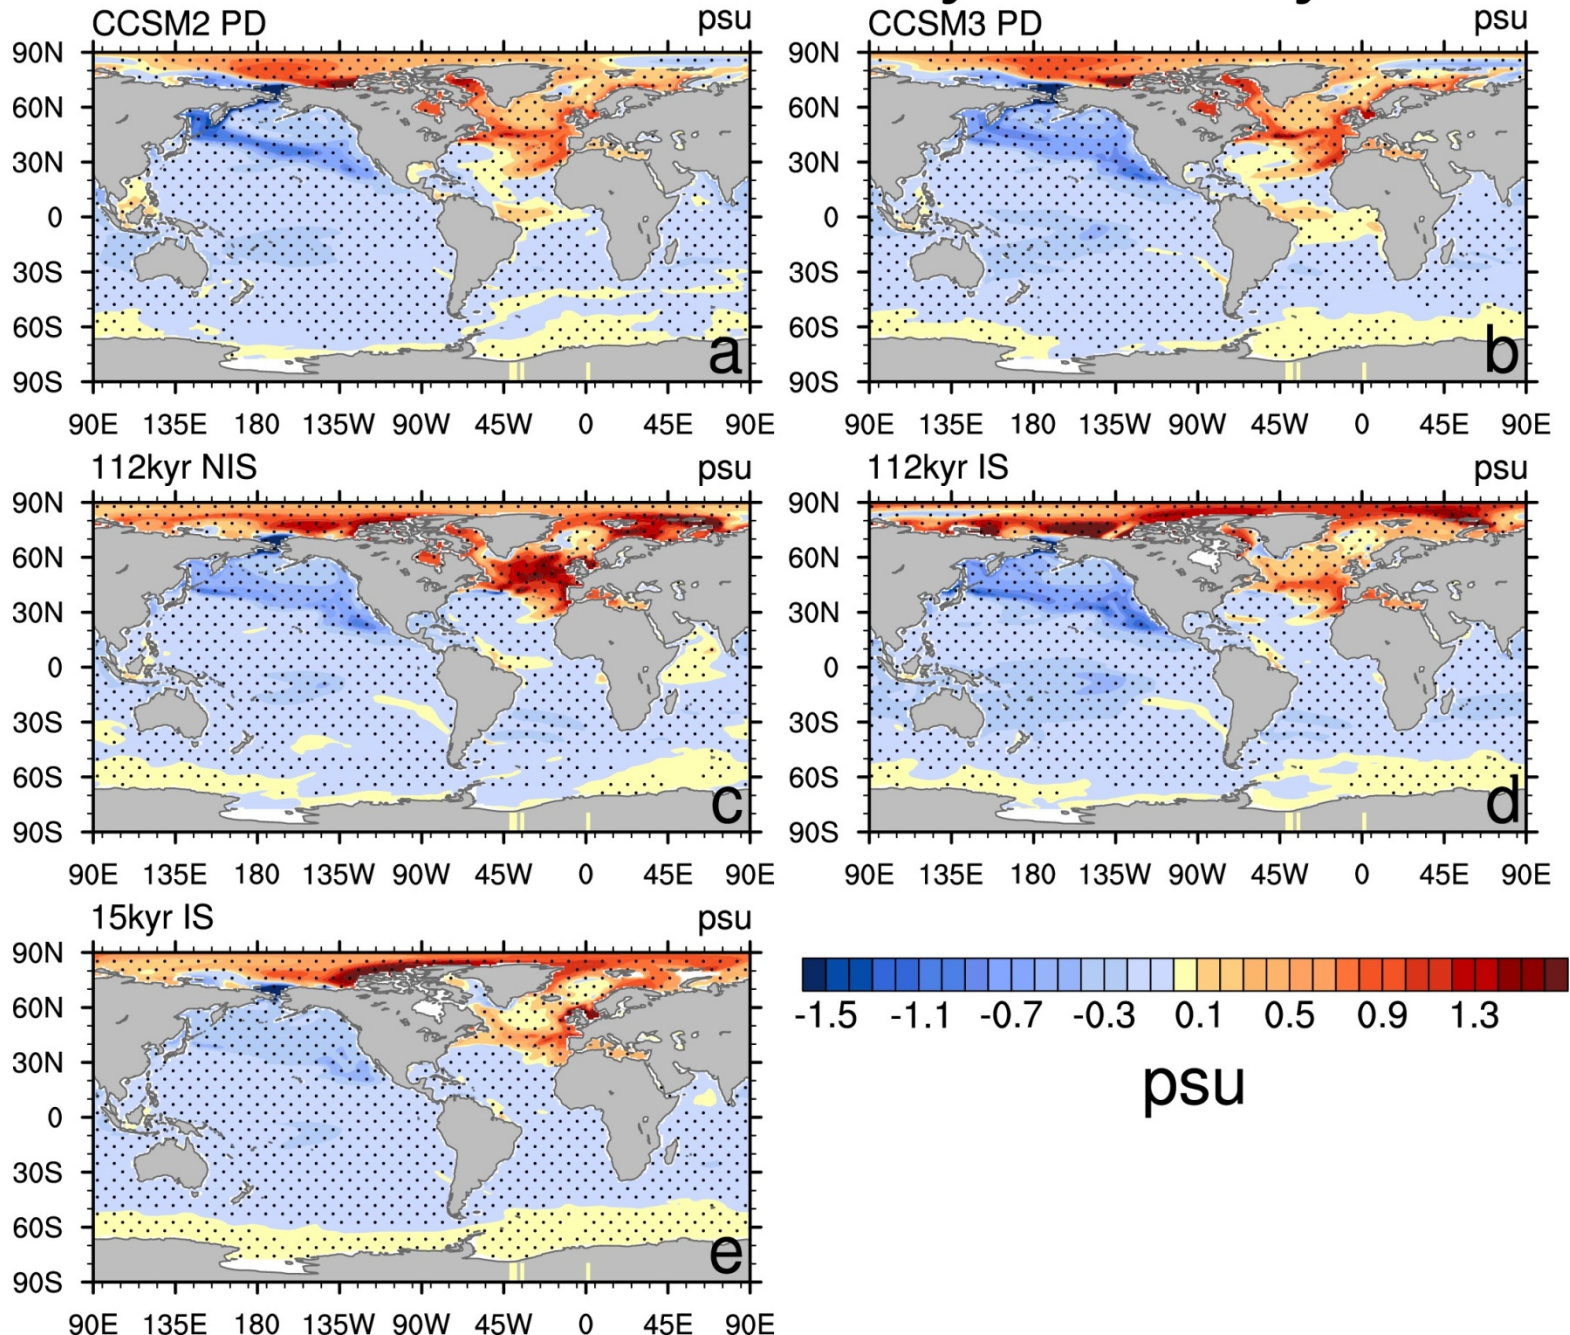 CCSM2 PD psu
CCSM3 PD psu
90N
60N
30N
0
30S
60S
90S
a
90E 135E 180 135W 90W 45W 0 45E 90E
90N
60N
30N
0
30S
60S
90S
b
90E 135E 180 135W 90W 45W 0 45E 90E
112kyr NIS psu
112kyr IS psu
90N
60N
30N
0
30S
60S
90S
c
90E 135E 180 135W 90W 45W 0 45E 90E
90N
60N
30N
0
30S
60S
90S
d
90E 135E 180 135W 90W 45W 0 45E 90E
15kyr IS psu
90N
60N
30N
0
30S
60S
90S
e
90E 135E 180 135W 90W 45W 0 45E 90E
-1.5 -1.1 -0.7 -0.3 0.1 0.5 0.9 1.3
psu